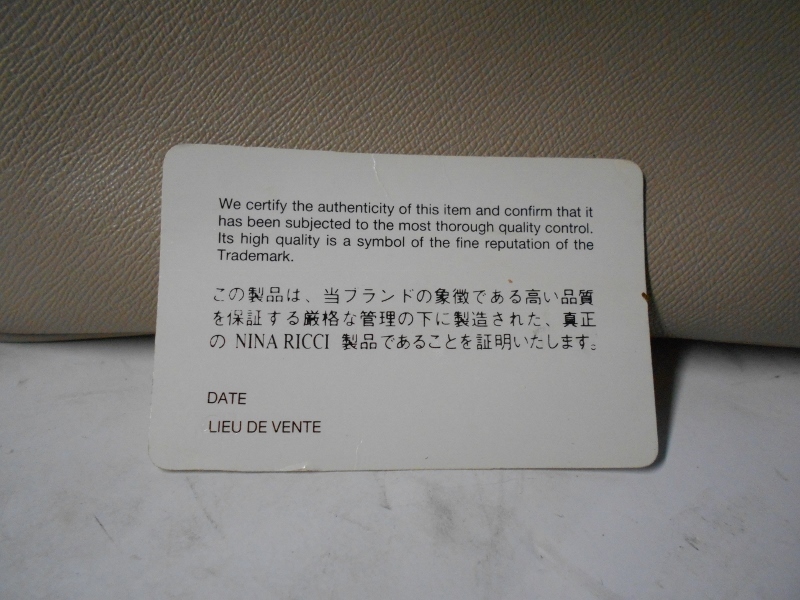 We certify the authenticity of this item and confirm that it
has been subjected to the most thorough quality control.
Its high quality is a symbol of the fine reputation of the
Trademark.
この製品は、当ブランドの象徴である高い品質
を保証する厳格な管理の下に製造された、真正
の NINA RICCI 製品であることを証明いたします。
DATE
LIEU DE VENTE